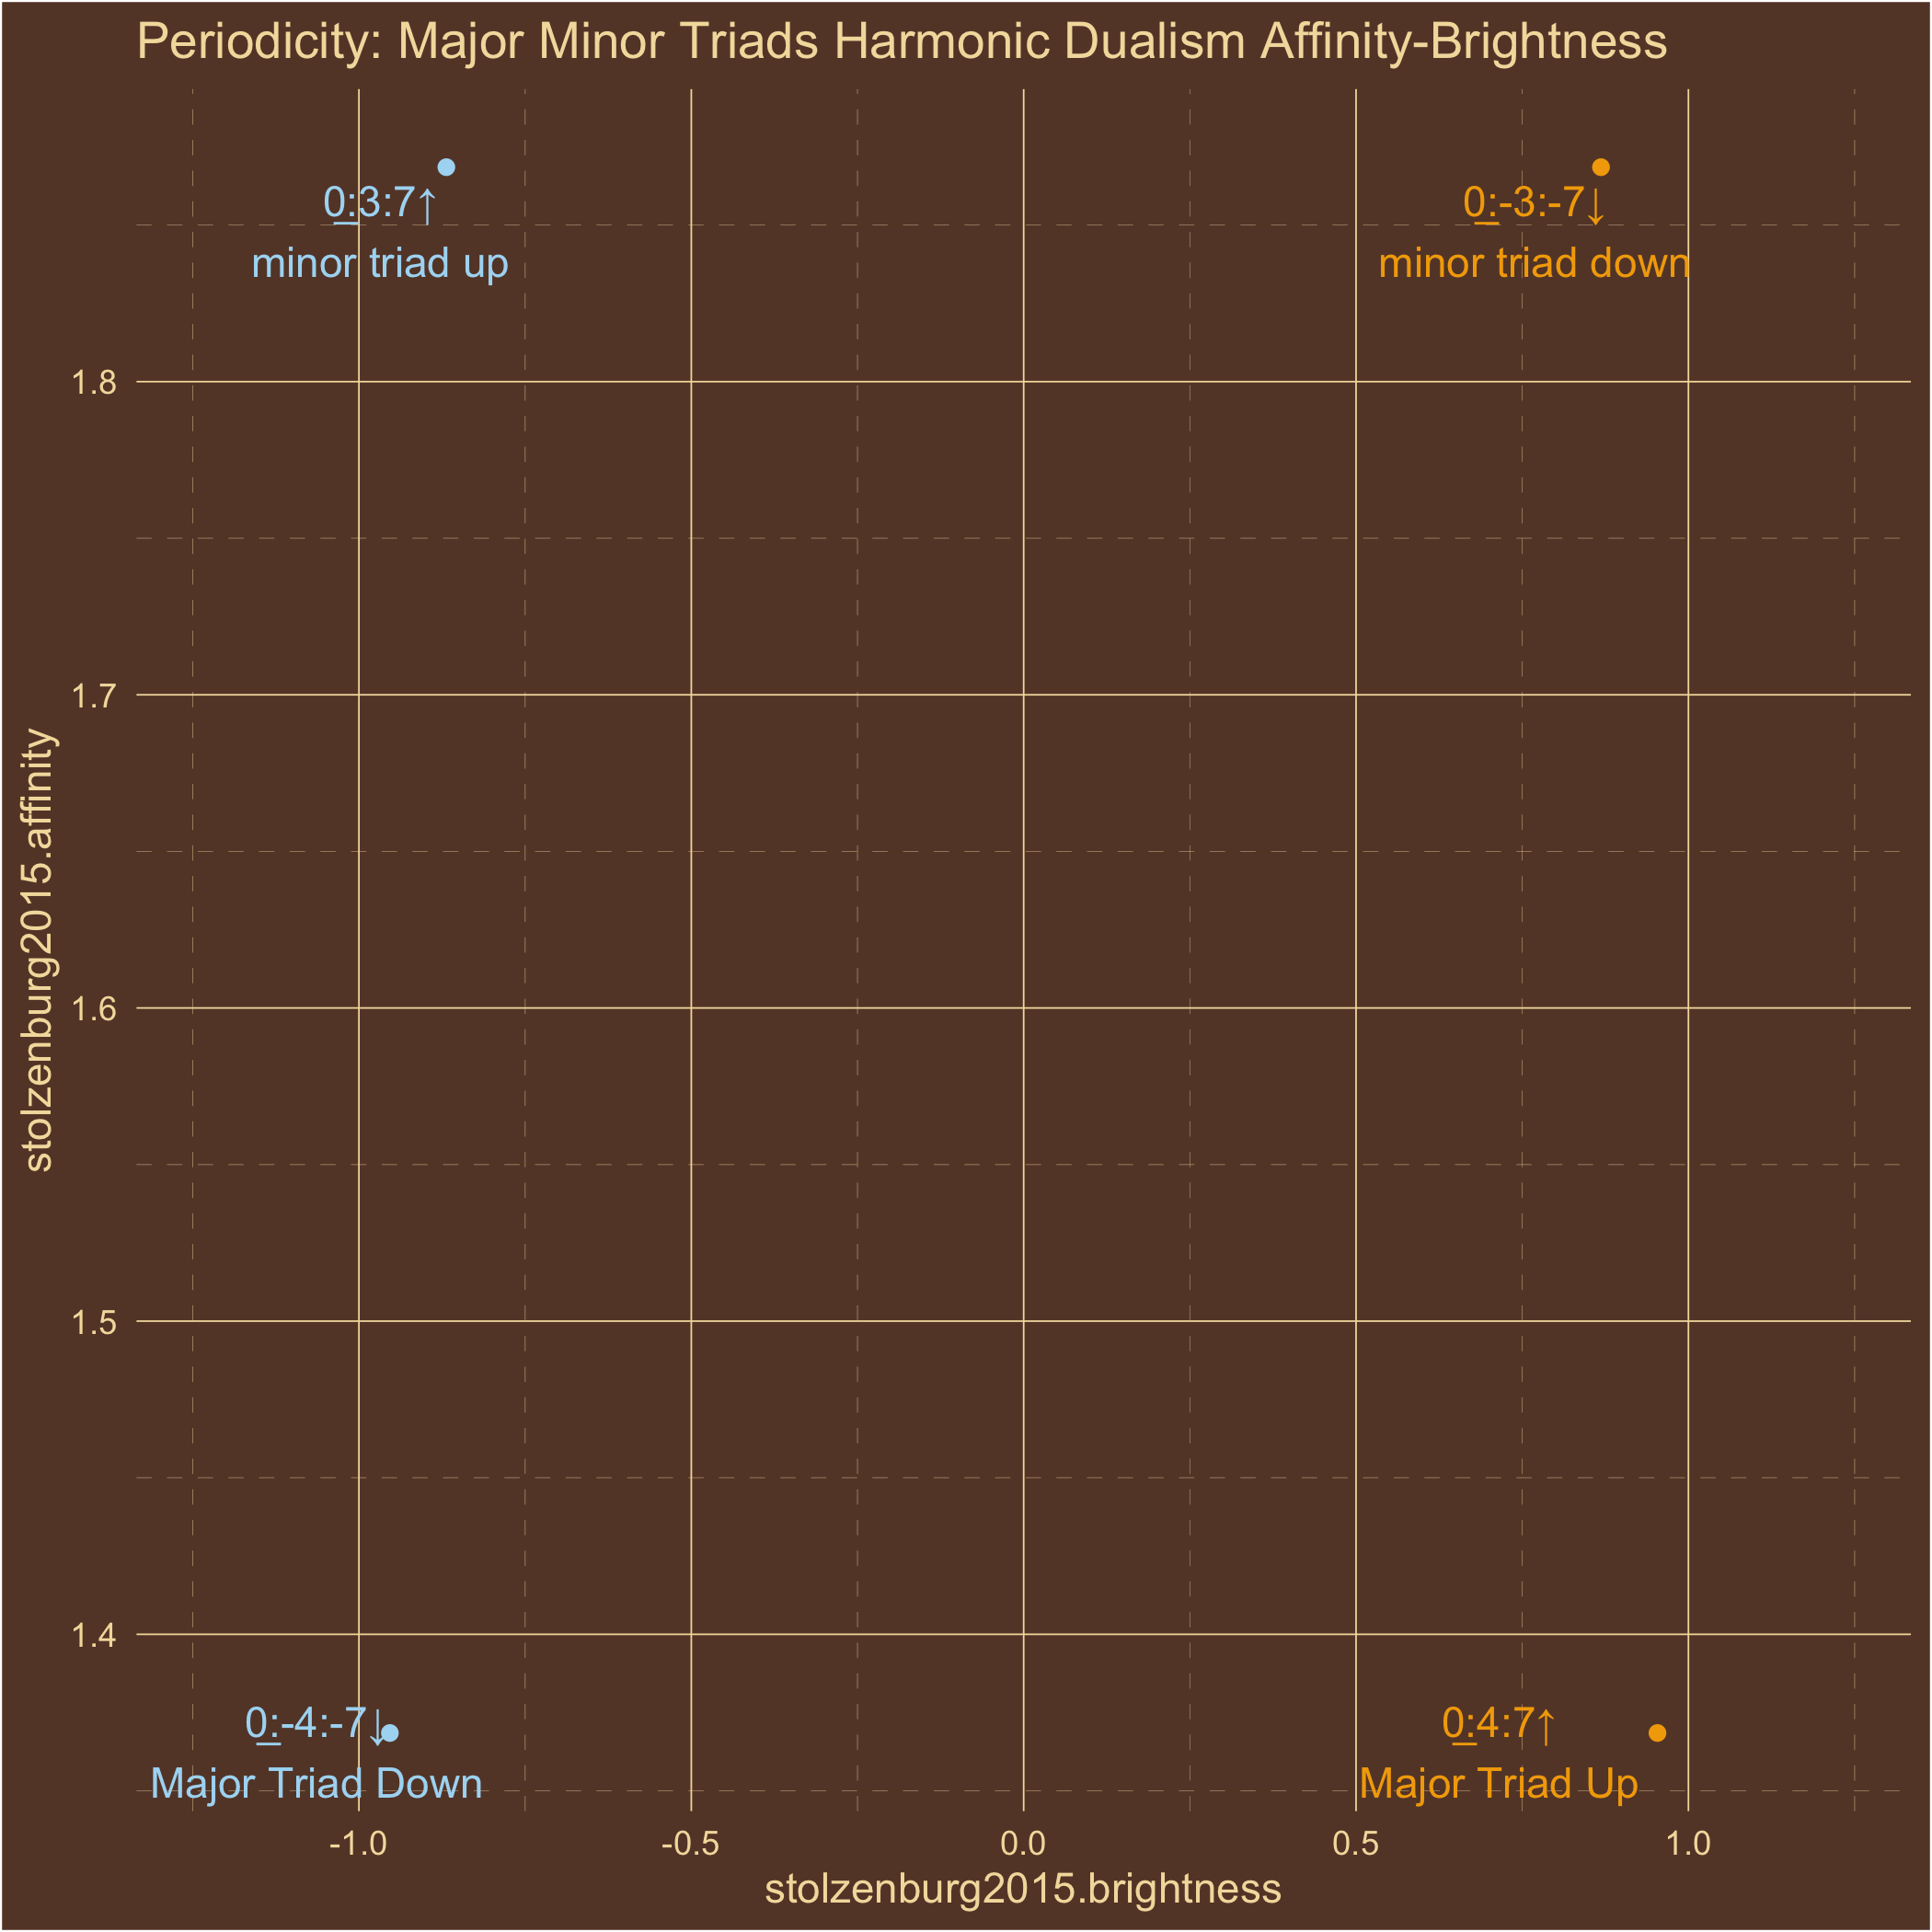 Periodicity: Major Minor Triads Harmonic Dualism Affinity-Brightness
0:3:7↑
minor triad up
0:-3:-7↓
minor triad down
1.8
1.7
1.6
1.5
1.4
stolzenburg2015.affinity
0:-4:-7↓
Major Triad Down
0:4:7↑
Major Triad Up
-1.0
-0.5
0.0
0.5
1.0
stolzenburg2015.brightness